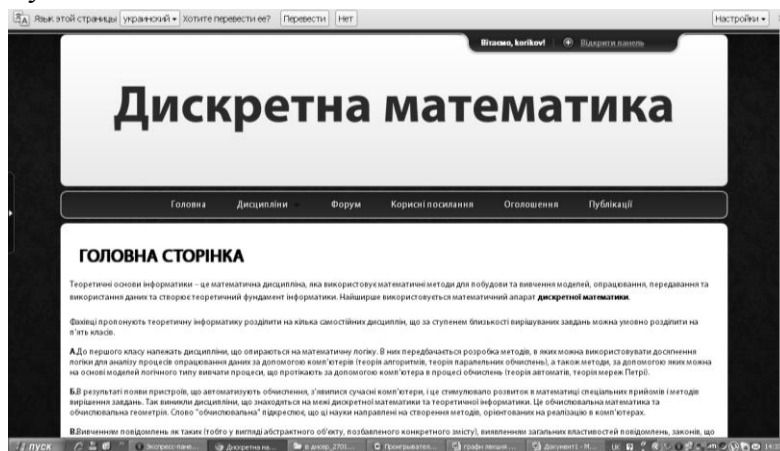 Язык этой страницы украинский Хотите перевести ее? Перевести Нет Настройки
Вітаємо, korikov! Відкрити панель
Дискретна математика
Головна Дисципліни Форум Корисні посилання Оголошення Публікації
ГОЛОВНА СТОРІНКА
Теоретичні основи інформатики – це математична дисципліна, яка використовує математичні методи для побудови та вивчення моделей, опрацювання, передавання та
використання даних та створює теоретичний фундамент інформатики. Найширше використовується математичний апарат дискретної математики.
Фахівці пропонують теоретичну інформатику розділити на кілька самостійних дисциплін, що за ступенем близькості вирішуваних завдань можна умовно розділити на
п'ять класів.
А.До першого класу належать дисципліни, що опираються на математичну логіку. В них передбачається розробка методів, в яких можна використовувати досягнення
логіки для аналізу процесів опрацювання даних за допомогою комп'ютерів (теорія алгоритмів, теорія паралельних обчислень), а також методи, за допомогою яких можна
на основі моделей логічного типу вивчати процеси, що протікають за допомогою комп'ютера в процесі обчислень (теорія автоматів, теорія мереж Петрі).
Б.В результаті появи пристроїв, що автоматизують обчислення, з'явилися сучасні комп'ютери, і це стимулювало розвиток в математиці спеціальних прийомів і методів
вирішення завдань. Так виникли дисципліни, що знаходяться на межі дискретної математики та теоретичної інформатики. Це обчислювальна математика та
обчислювальна геометрія. Слово "обчислювальна" підкреслює, що ці науки направлені на створення методів, орієнтованих на реалізацію в комп'ютерах.
В.Вивченням повідомлень як таких (тобто у вигляді абстрактного об'єкту, позбавленого конкретного змісту), виявленням загальних властивостей повідомлень, законів, що
пуск Экспресс-пане... Дискретна на... Проигрывател... графи лекция... Документ1 - М...